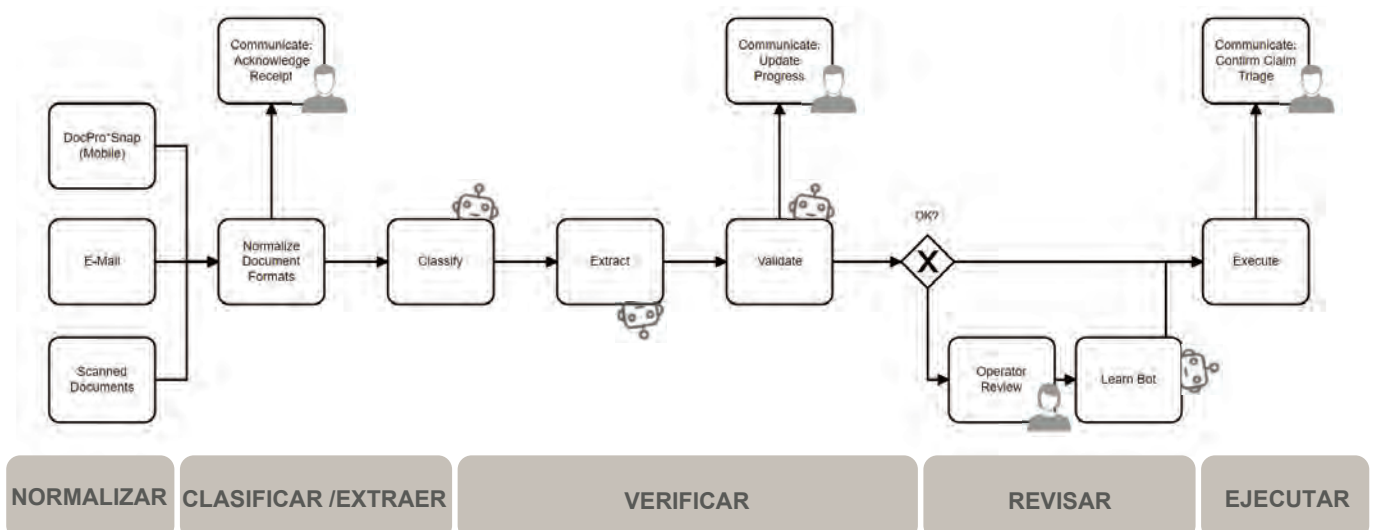 Communicate:
Acknowledge
Receipt
Communicate:
Update
Progress
Communicate:
Confirm Claim
Triage
DocPro*Snap
(Mobile)
E-Mail
Normalize
Document
Formats
Classify
Extract
Validate
OK?
X
Execute
Scanned
Documents
Operator
Review
Learn Bot
NORMALIZAR
CLASIFICAR /EXTRAER
VERIFICAR
REVISAR
EJECUTAR